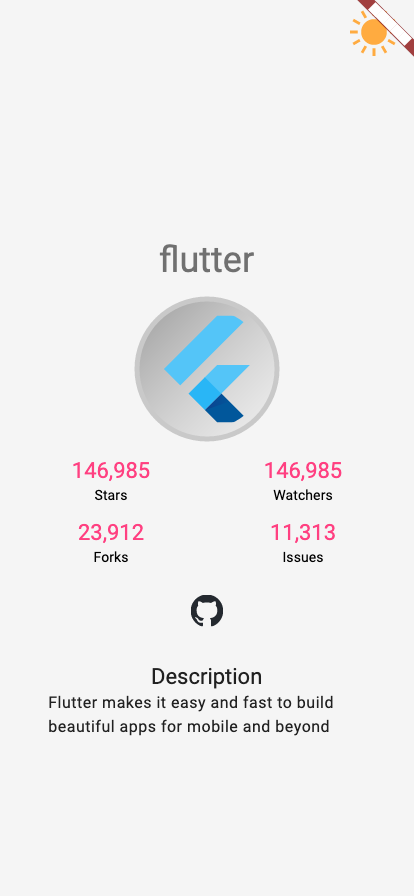 flutter
146,985
146,985
Stars
Watchers
23,912
11,313
Forks
Issues
Description
Flutter makes it easy and fast to build
beautiful apps for mobile and beyond